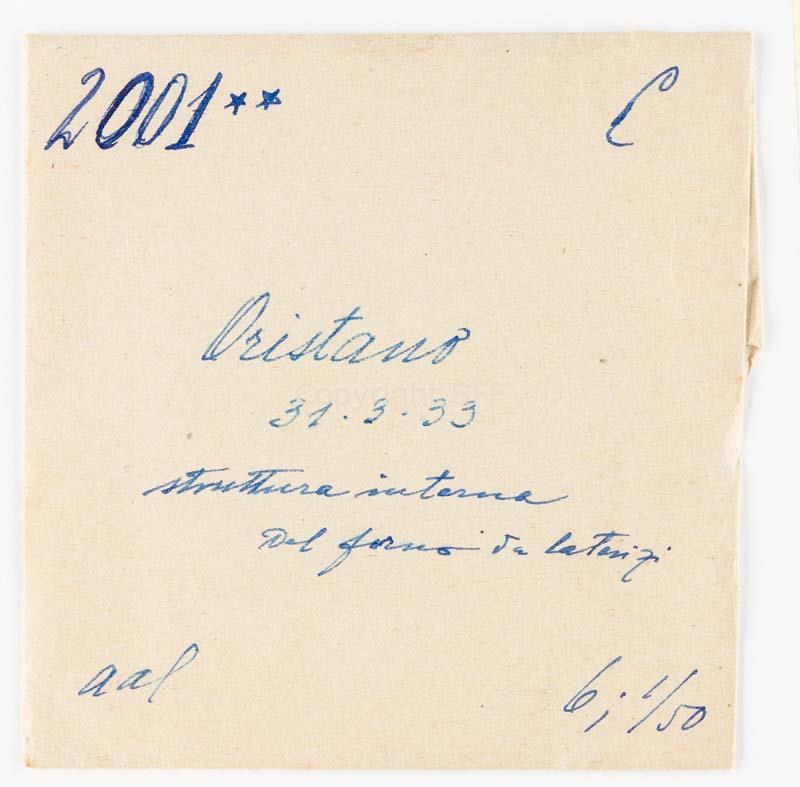 2001** C
Oristano
31.3.33
struttura interna
del forno da laterizi
aal 6; 1/50